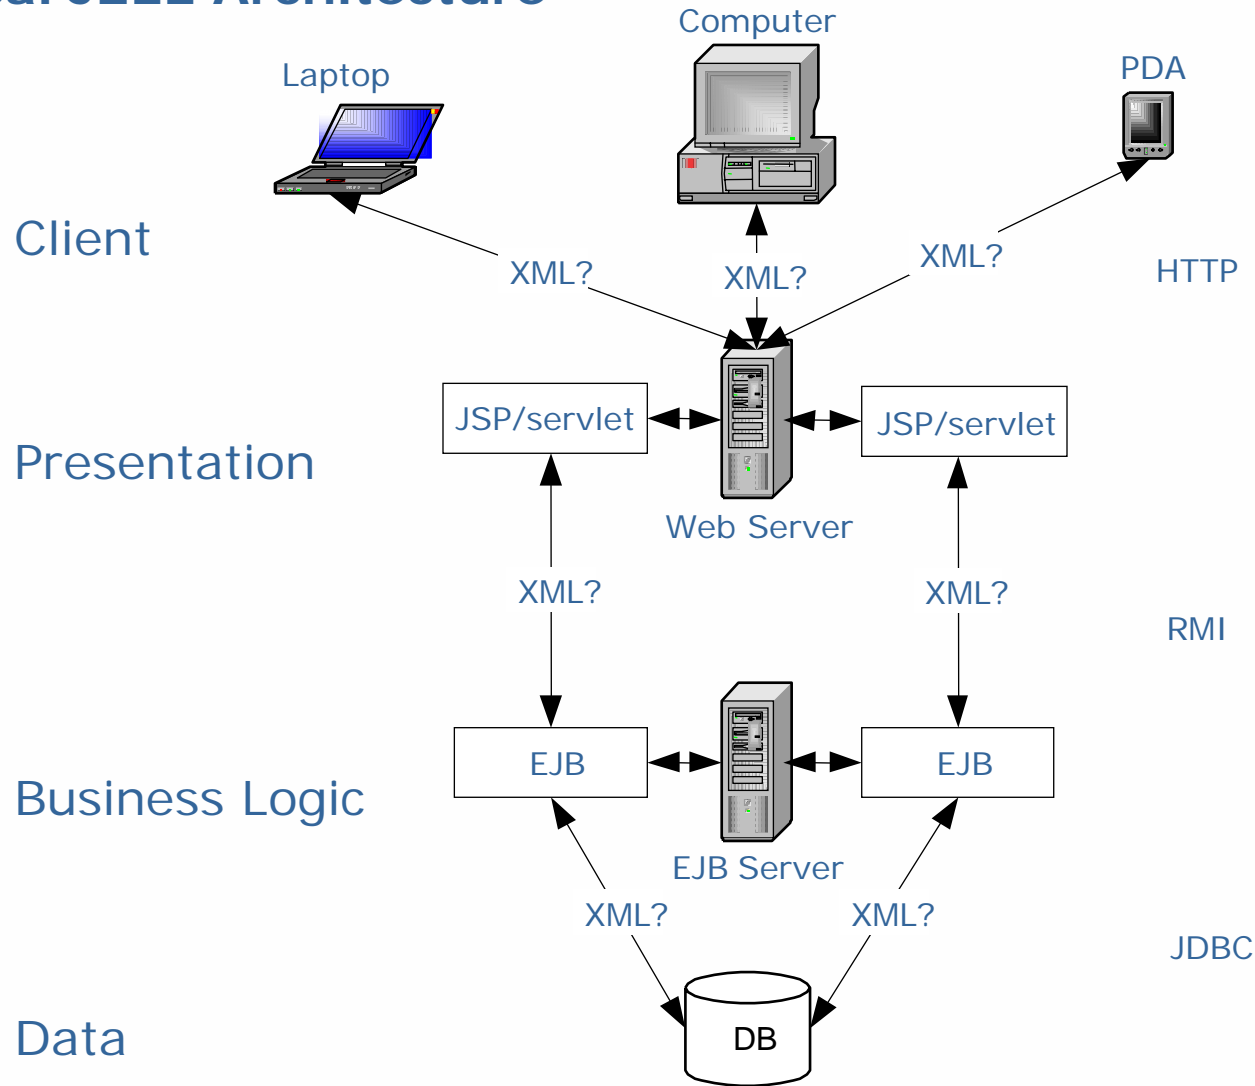 Architecture
Computer
Laptop
PDA
Client
XML?
XML?
XML?
HTTP
JSP/servlet
JSP/servlet
Presentation
Web Server
XML?
XML?
RMI
EJB
EJB
Business Logic
EJB Server
XML?
XML?
JDBC
Data
DB